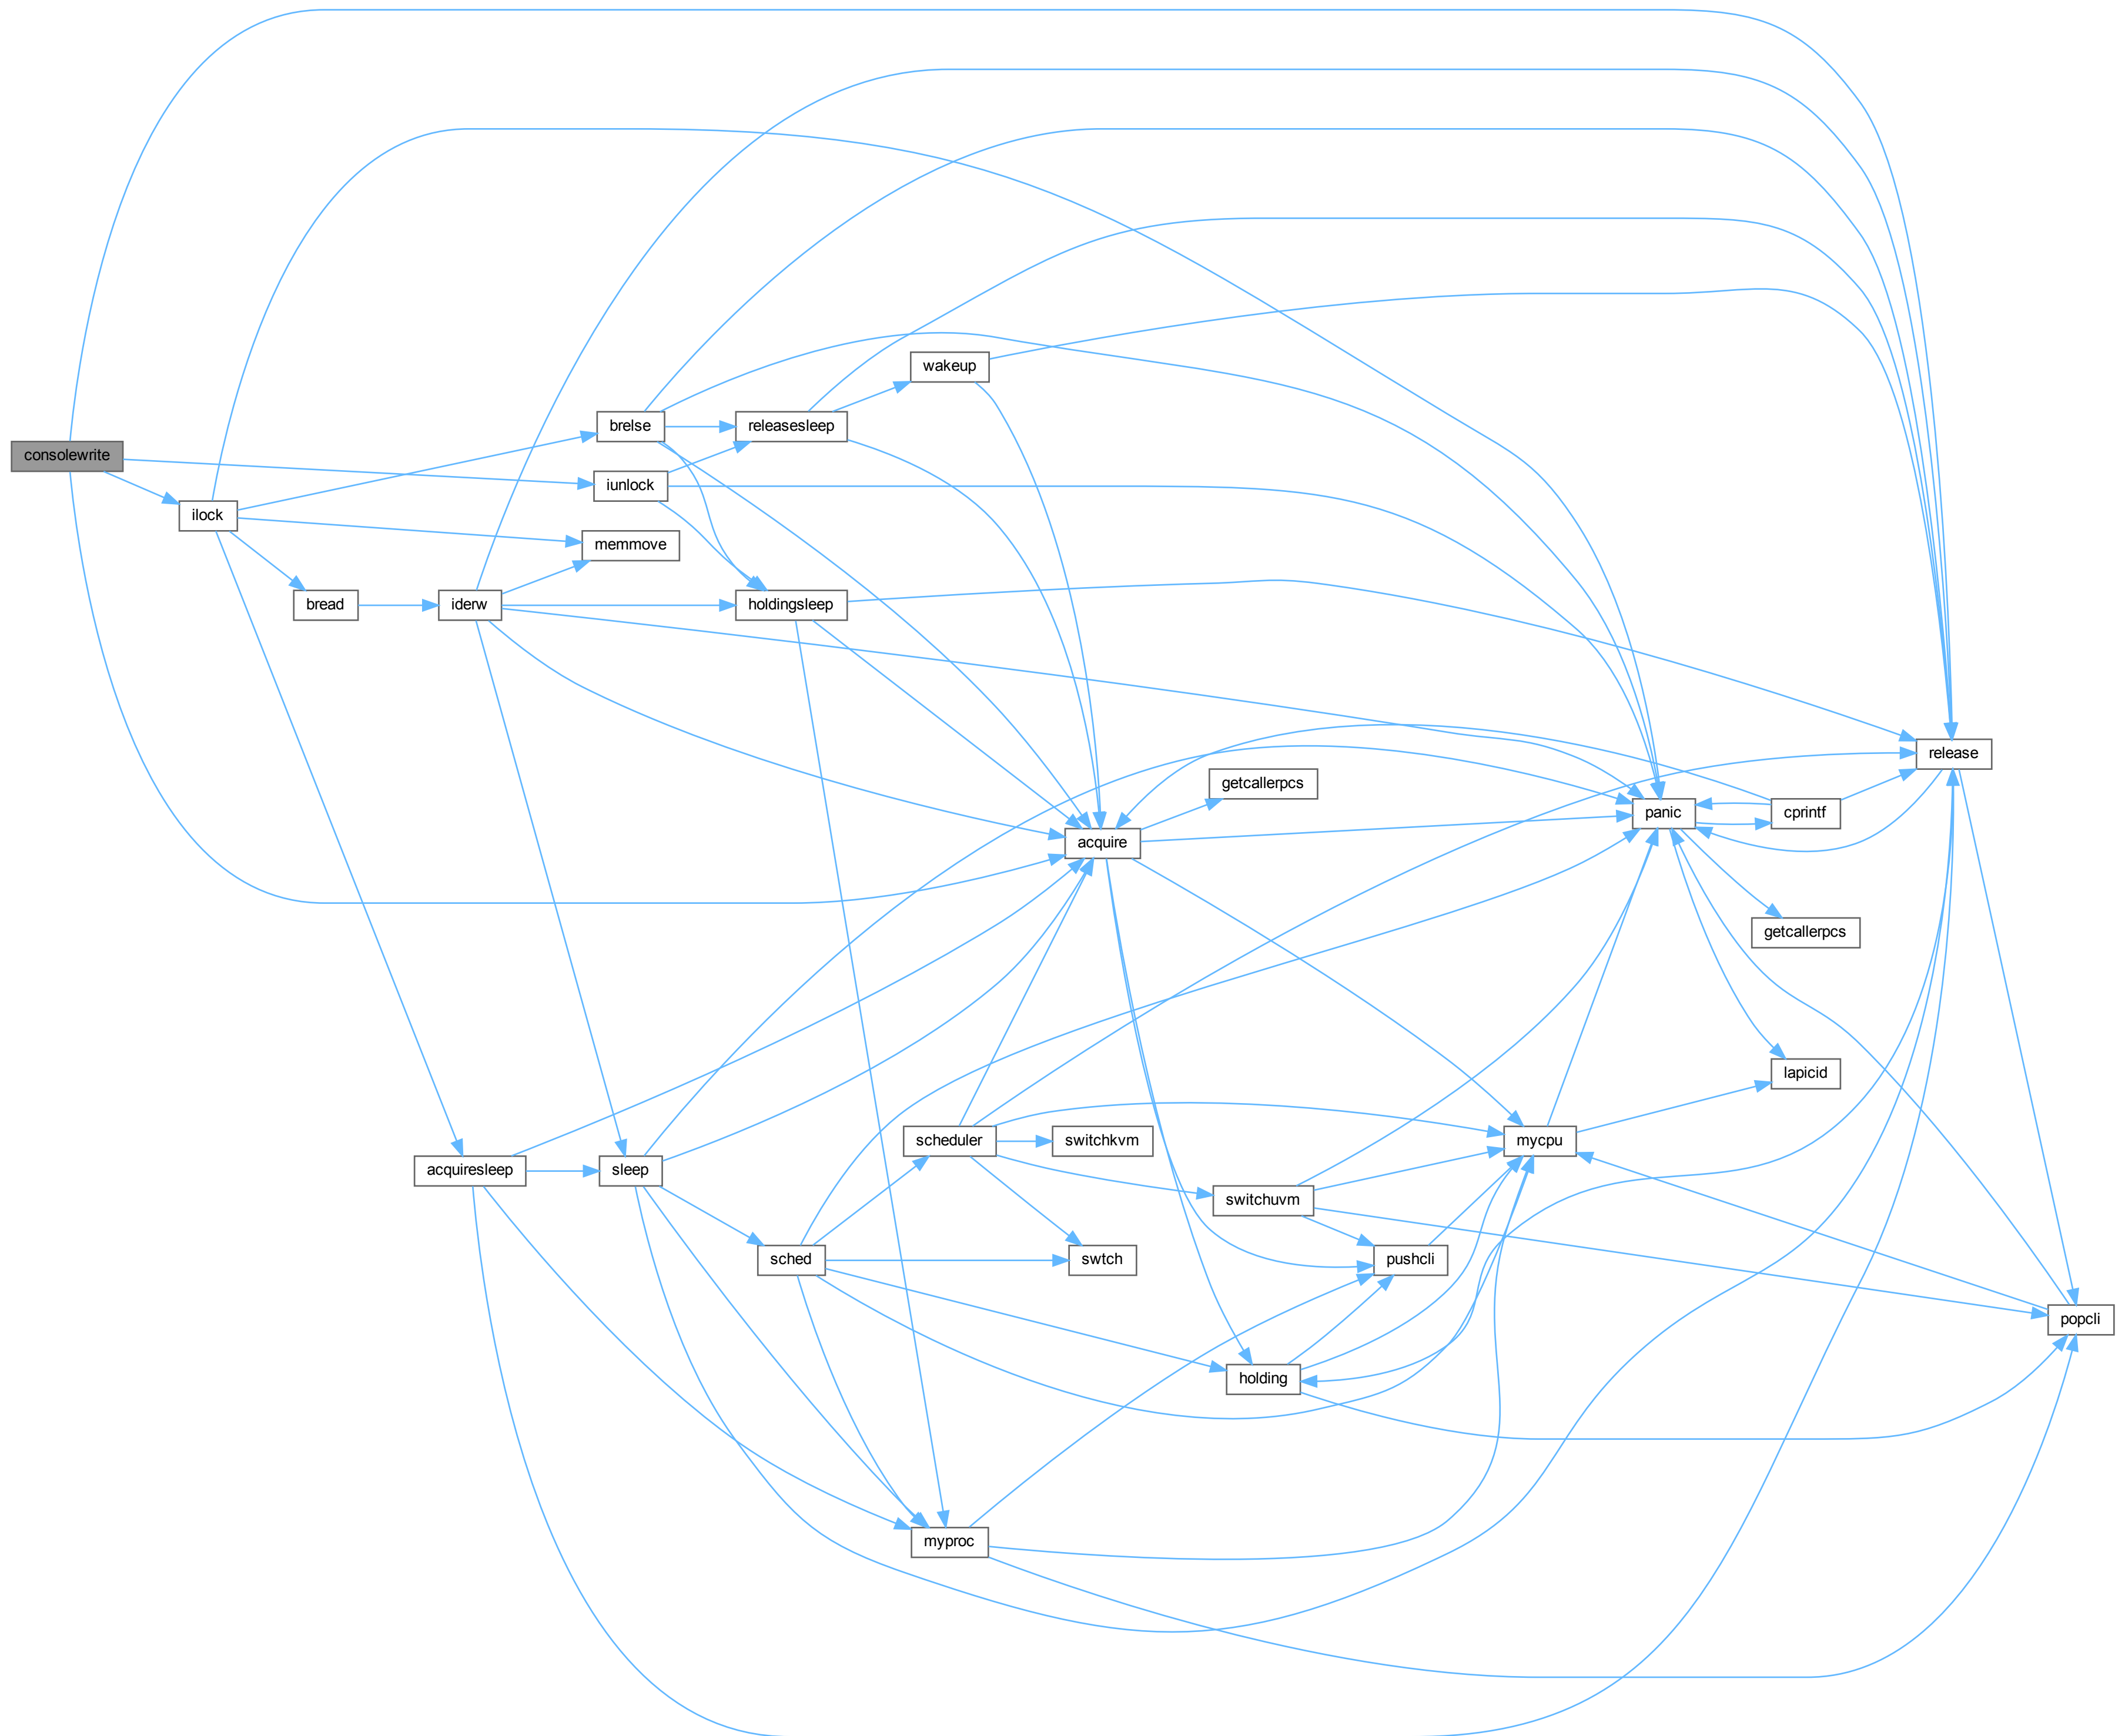 wakeup
brelse
releasesleep
consolewrite
iunlock
ilock
memmove
bread
iderw
holdingsleep
release
getcallerpcs
panic
cprintf
acquire
getcallerpcs
lapicid
scheduler
switchkvm
mycpu
acquiresleep
sleep
switchuvm
sched
swtch
pushcli
popcli
holding
myproc